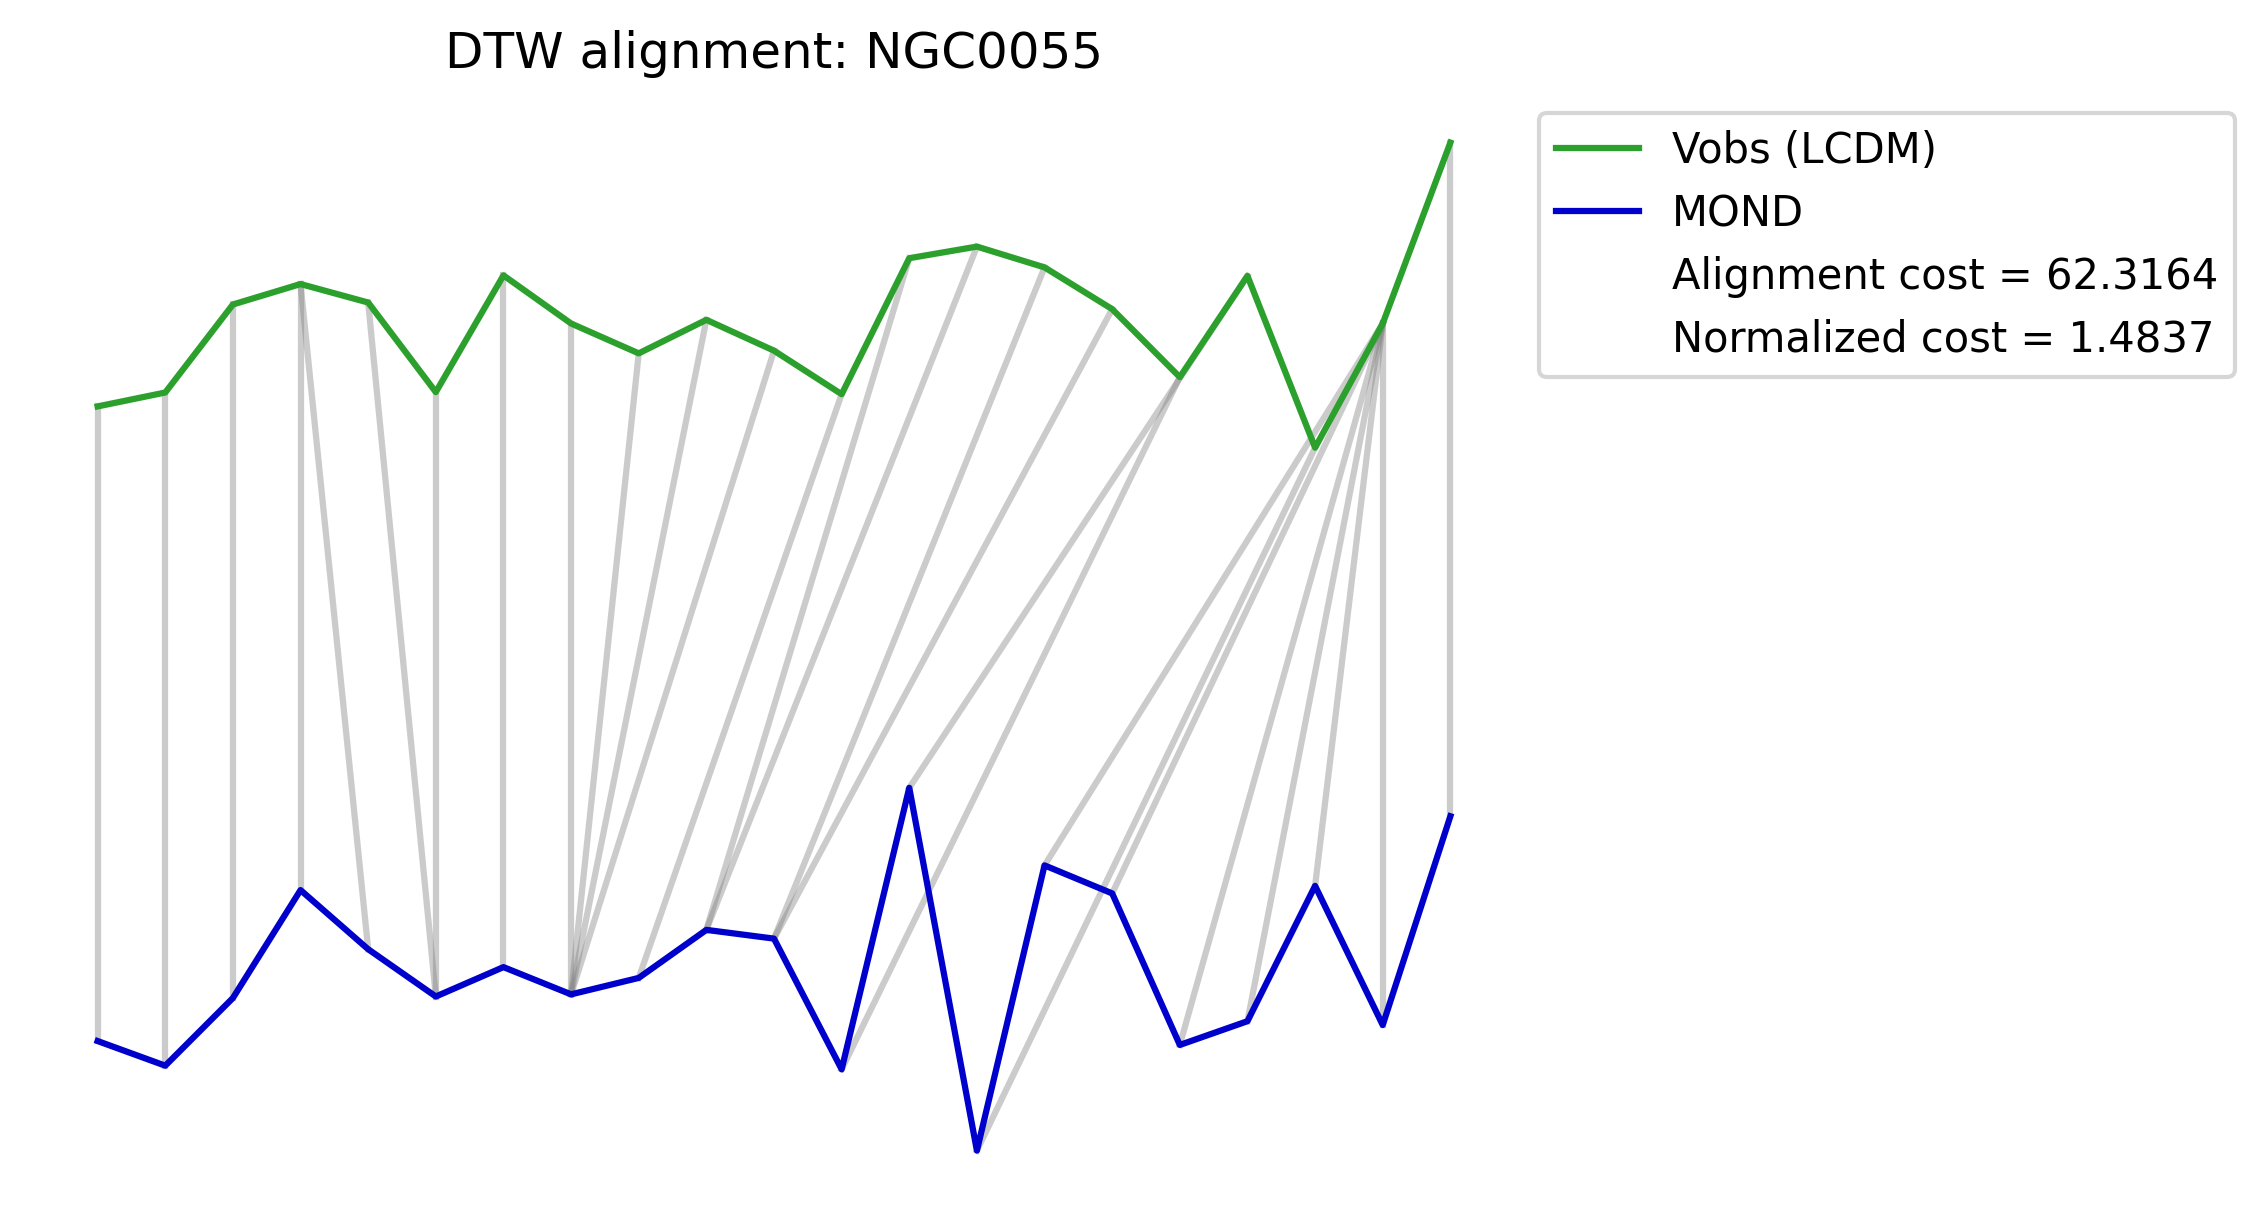 DTW alignment: NGC0055
Vobs (LCDM)
MOND
Alignment cost = 62.3164
Normalized cost = 1.4837